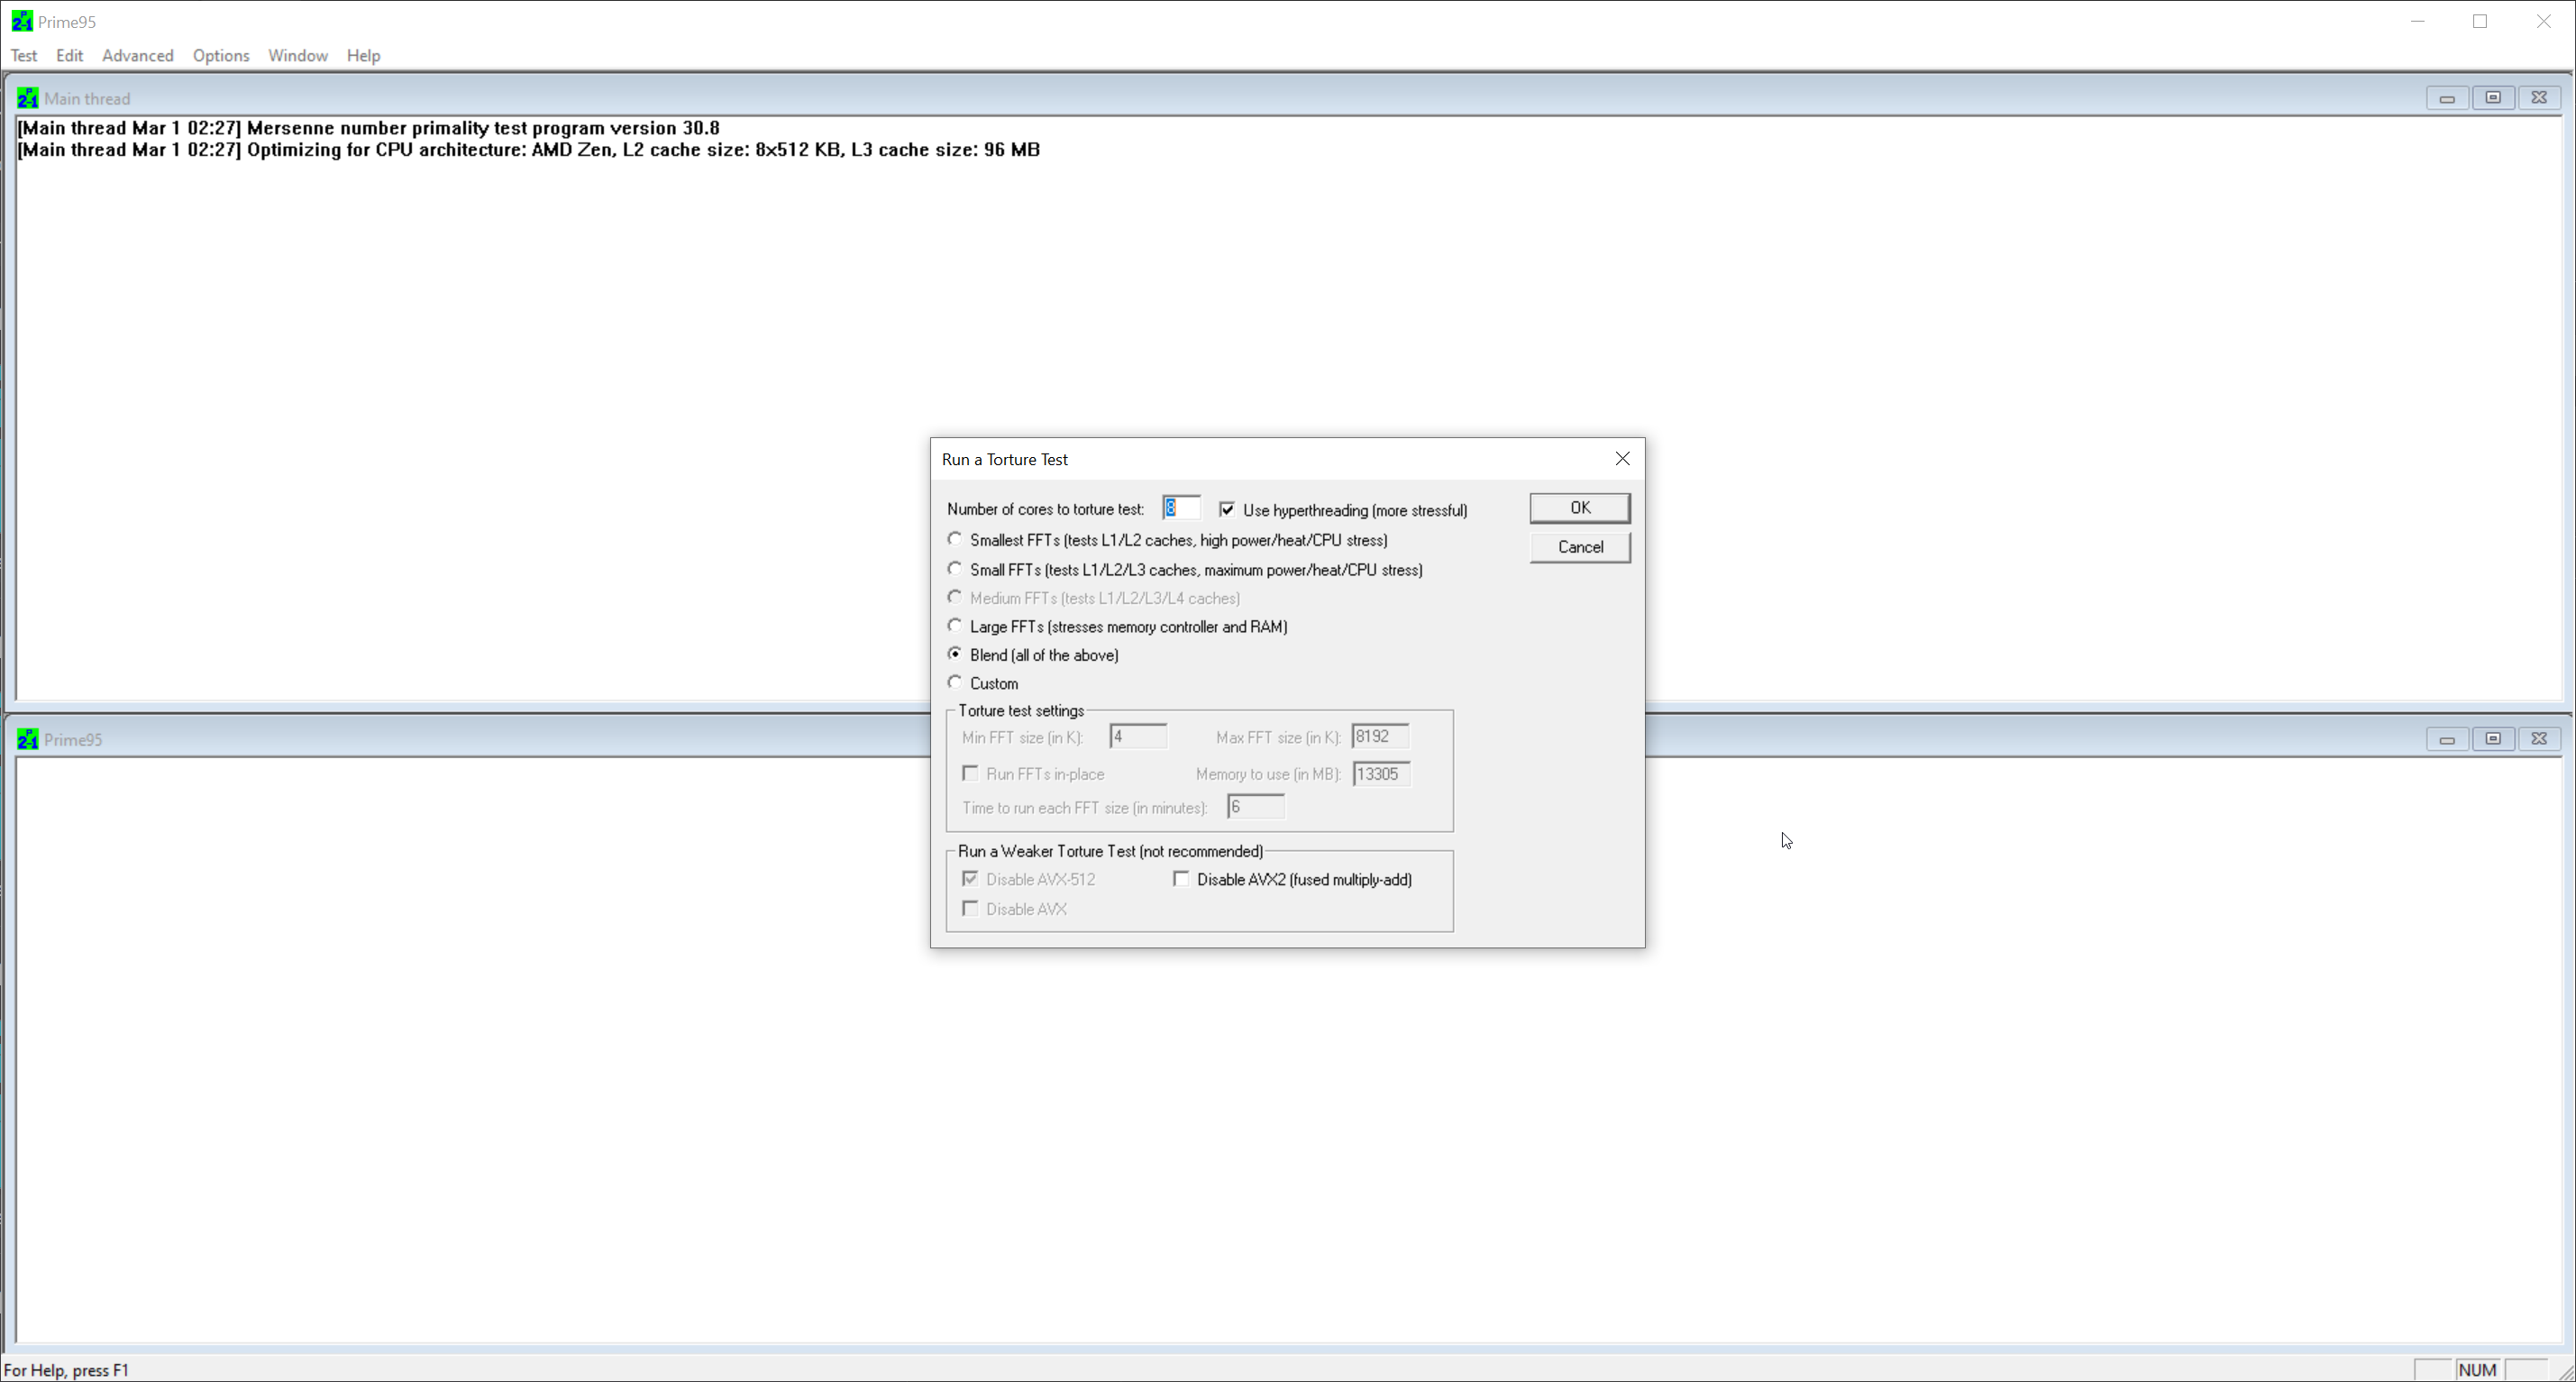 Prime95
Test Edit Advanced Options Window Help
Main thread
[Main thread Mar 1 02:27] Mersenne number primality test program version 30.8
[Main thread Mar 1 02:27] Optimizing for CPU architecture: AMD Zen, L2 cache size: 8x512 KB, L3 cache size: 96 MB
Run a Torture Test
Number of cores to torture test: 8 Use hyperthreading (more stressful) OK
Smallest FFTs (tests L1/L2 caches, high power/heat/CPU stress)
Cancel
Small FFTs (tests L1/L2/L3 caches, maximum power/heat/CPU stress)
Medium FFTs (tests L1/L2/L3/L4 caches)
Large FFTs (stresses memory controller and RAM)
Blend (all of the above)
Custom
Torture test settings
Min FFT size (in K): 4 Max FFT size (in K): 8192
Run FFTs in-place Memory to use (in MB): 13305
Time to run each FFT size (in minutes): 6
Run a Weaker Torture Test (not recommended)
Disable AVX-512 Disable AVX2 (fused multiply-add)
Disable AVX
Prime95
For Help, press F1 NUM